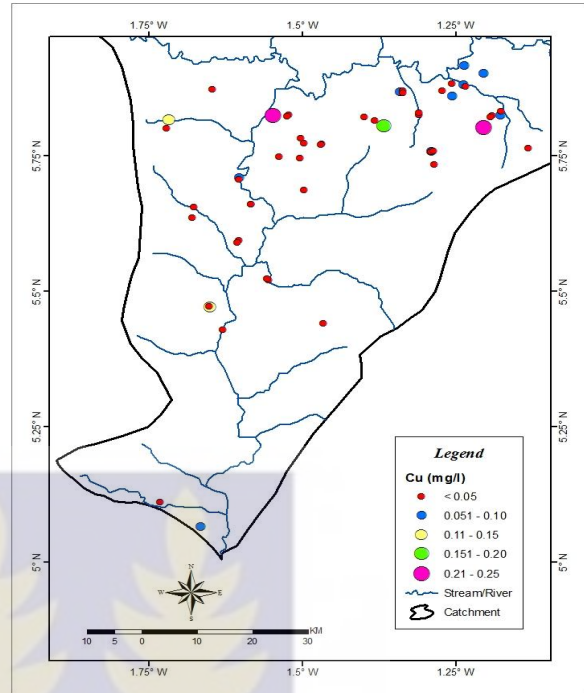 1.75° W 1.5° W 1.25° W
5.75° N 5.75° N
5.5° N 5.5° N
5.25° N 5.25° N
5° N 5° N
Legend
Cu (mg/l)
< 0.05
0.051 - 0.10
0.11 - 0.15
0.151 - 0.20
0.21 - 0.25
Stream/River
Catchment
N
W E
S
10 5 0 10 20 30 KM
1.75° W 1.5° W 1.25° W